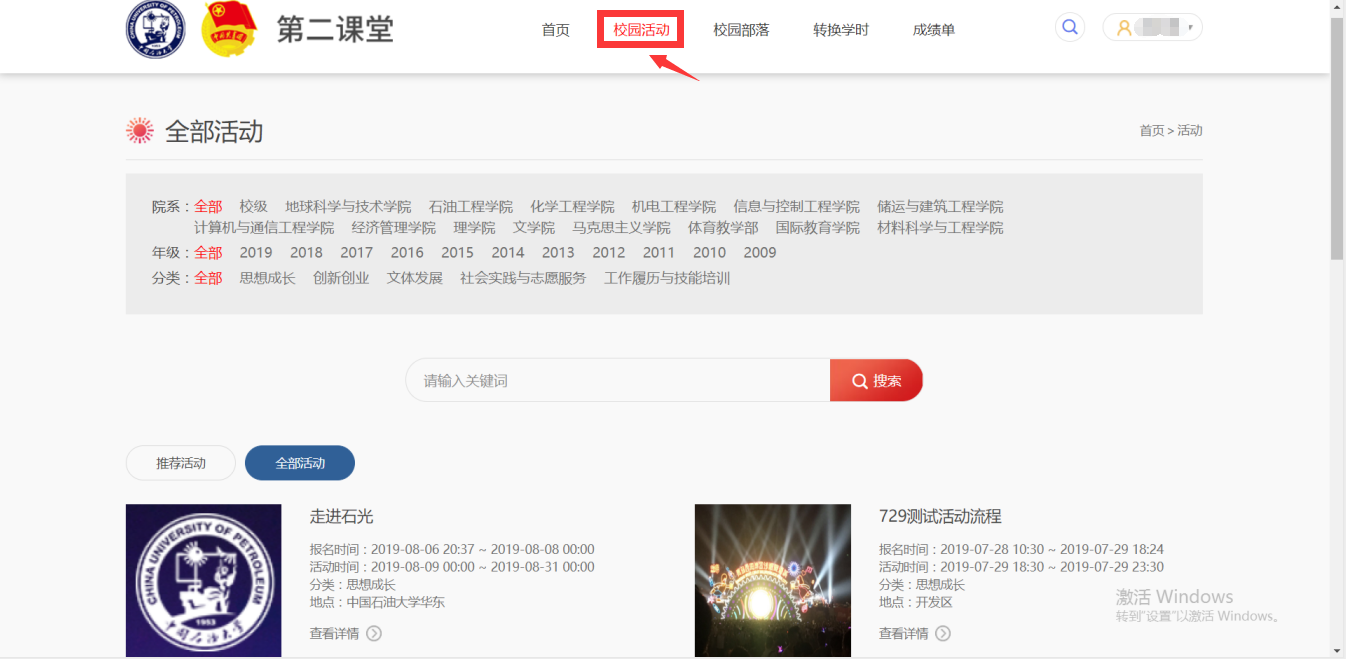 第二课堂
首页 校园活动 校园部落 转换学时 成绩单
全部活动
首页 > 活动
院系：全部 校级 地球科学与技术学院 石油工程学院 化学工程学院 机电工程学院 信息与控制工程学院 储运与建筑工程学院
计算机与通信工程学院 经济管理学院 理学院 文学院 马克思主义学院 体育教学部 国际教育学院 材料科学与工程学院
年级：全部 2019 2018 2017 2016 2015 2014 2013 2012 2011 2010 2009
分类：全部 思想成长 创新创业 文体发展 社会实践与志愿服务 工作履历与技能培训
请输入关键词
搜索
推荐活动 全部活动
CHINA UNIVERSITY OF PETROLEUM
1953
中国石油大学
走进石光
报名时间：2019-08-06 20:37 ~ 2019-08-08 00:00
活动时间：2019-08-09 00:00 ~ 2019-08-31 00:00
分类：思想成长
地点：中国石油大学华东
查看详情
729测试活动流程
报名时间：2019-07-28 10:30 ~ 2019-07-29 18:24
活动时间：2019-07-29 18:30 ~ 2019-07-29 23:30
分类：思想成长
地点：开发区
查看详情
激活 Windows
转到"设置"以激活 Windows。